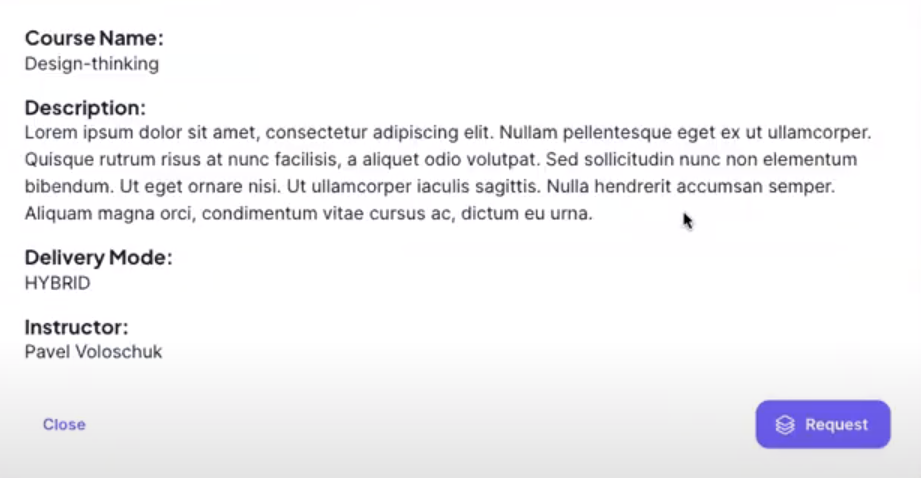 Course Name:
Design-thinking
Description:
Lorem ipsum dolor sit amet, consectetur adipiscing elit. Nullam pellentesque eget ex ut ullamcorper.
Quisque rutrum risus at nunc facilisis, a aliquet odio volutpat. Sed sollicitudin nunc non elementum
bibendum. Ut eget ornare nisi. Ut ullamcorper iaculis sagittis. Nulla hendrerit accumsan semper.
Aliquam magna orci, condimentum vitae cursus ac, dictum eu urna.
Delivery Mode:
HYBRID
Instructor:
Pavel Voloschuk
Close
Request